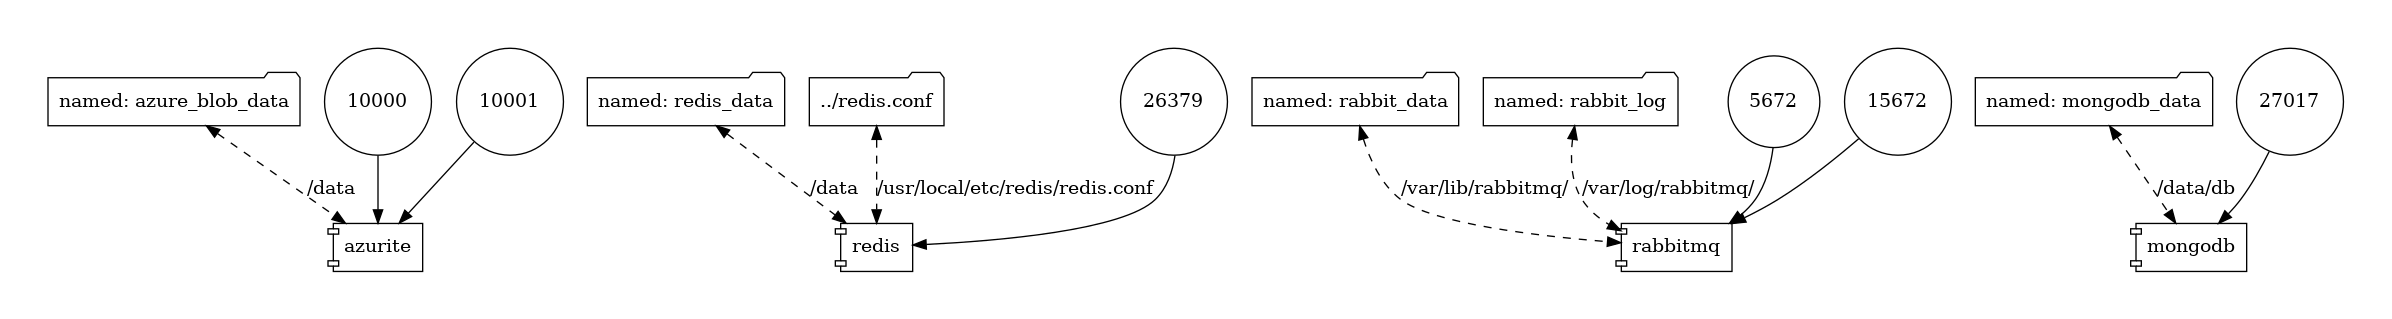 named: azure_blob_data
10000
10001
named: redis_data
../redis.conf
26379
named: rabbit_data
named: rabbit_log
5672
15672
named: mongodb_data
27017
/data
/data
/usr/local/etc/redis/redis.conf
/var/lib/rabbitmq/
/var/log/rabbitmq/
/data/db
azurite
redis
rabbitmq
mongodb